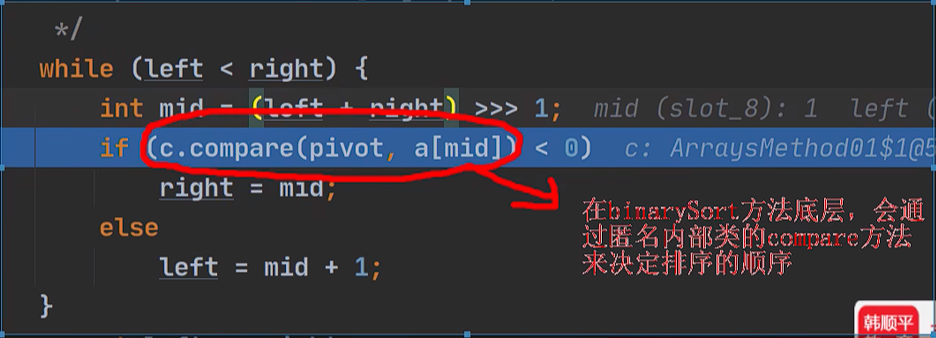 */
while (left < right) {
int mid = (left + right) >>> 1; mid (slot_8): 1 left (
if (c.compare(pivot, a[mid]) < 0) c: ArraysMethod01$1@5
right = mid;
else
left = mid + 1;
}
在binarySort方法底层，会通
过匿名内部类的compare方法
来决定排序的顺序
韩顺平